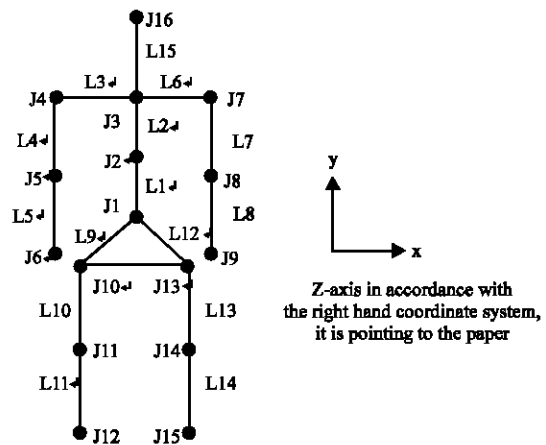 J16
L15
L3↲ L6↲
J4 J7
J3 L2↲
L4↲ L7
J2↲
J5↲ J8
L1↲
L5↲ J1 L8
L9↲ L12↲
J6↲ J9
J10↲ J13↲
L10 L13
J11 J14
L11↲ L14
J12 J15
y
x
Z-axis in accordance with
the right hand coordinate system,
it is pointing to the paper